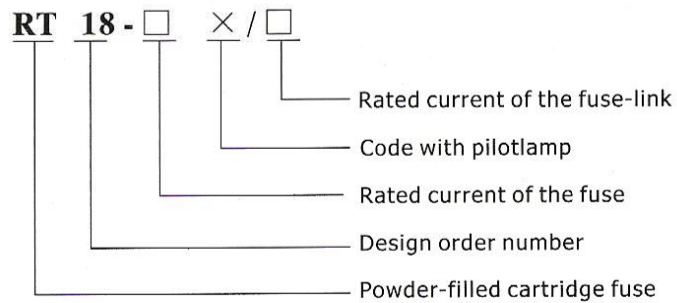 RT 18-□ ×/□
Rated current of the fuse-link
Code with pilotlamp
Rated current of the fuse
Design order number
Powder-filled cartridge fuse